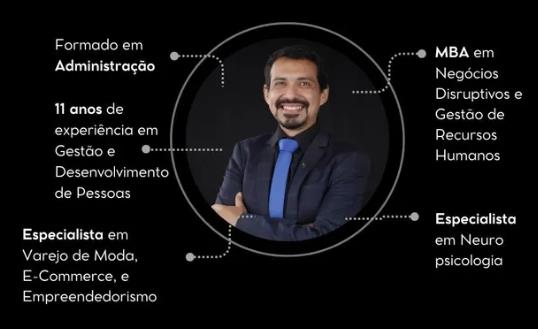 Formado em
Administração
11 anos de
experiência em
Gestão e
Desenvolvimento
de Pessoas
Especialista em
Varejo de Moda,
E-Commerce, e
Empreendedorismo
MBA em
Negócios
Disruptivos e
Gestão de
Recursos
Humanos
Especialista
em Neuro
psicologia